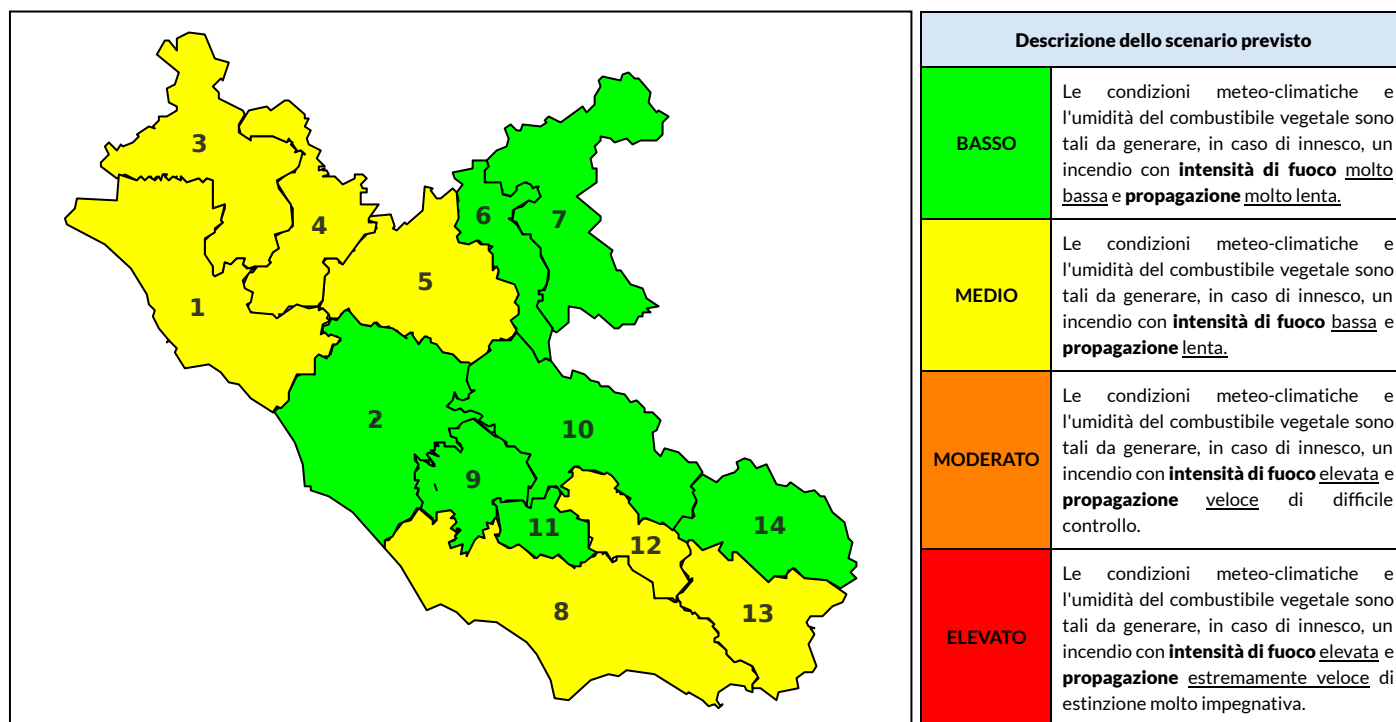 3
4
6
7
5
1
2
10
9
11
12
14
8
13
Descrizione dello scenario previsto
BASSO
Le condizioni meteo-climatiche e
l'umidità del combustibile vegetale sono
tali da generare, in caso di innesco, un
incendio con intensità di fuoco molto
bassa e propagazione molto lenta.
MEDIO
Le condizioni meteo-climatiche e
l'umidità del combustibile vegetale sono
tali da generare, in caso di innesco, un
incendio con intensità di fuoco bassa e
propagazione lenta.
MODERATO
Le condizioni meteo-climatiche e
l'umidità del combustibile vegetale sono
tali da generare, in caso di innesco, un
incendio con intensità di fuoco elevata e
propagazione veloce di difficile
controllo.
ELEVATO
Le condizioni meteo-climatiche e
l'umidità del combustibile vegetale sono
tali da generare, in caso di innesco, un
incendio con intensità di fuoco elevata e
propagazione estremamente veloce di
estinzione molto impegnativa.